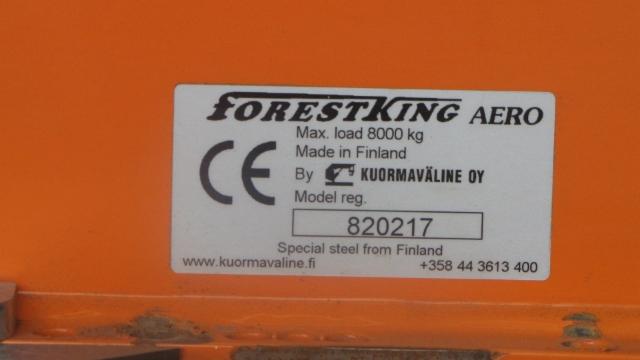 FORESTKING AERO
Max. load 8000 kg
Made in Finland
CE
By KUORMAVÄLINE OY
Model reg.
820217
Special steel from Finland
www.kuormavaline.fi +358 44 3613 400